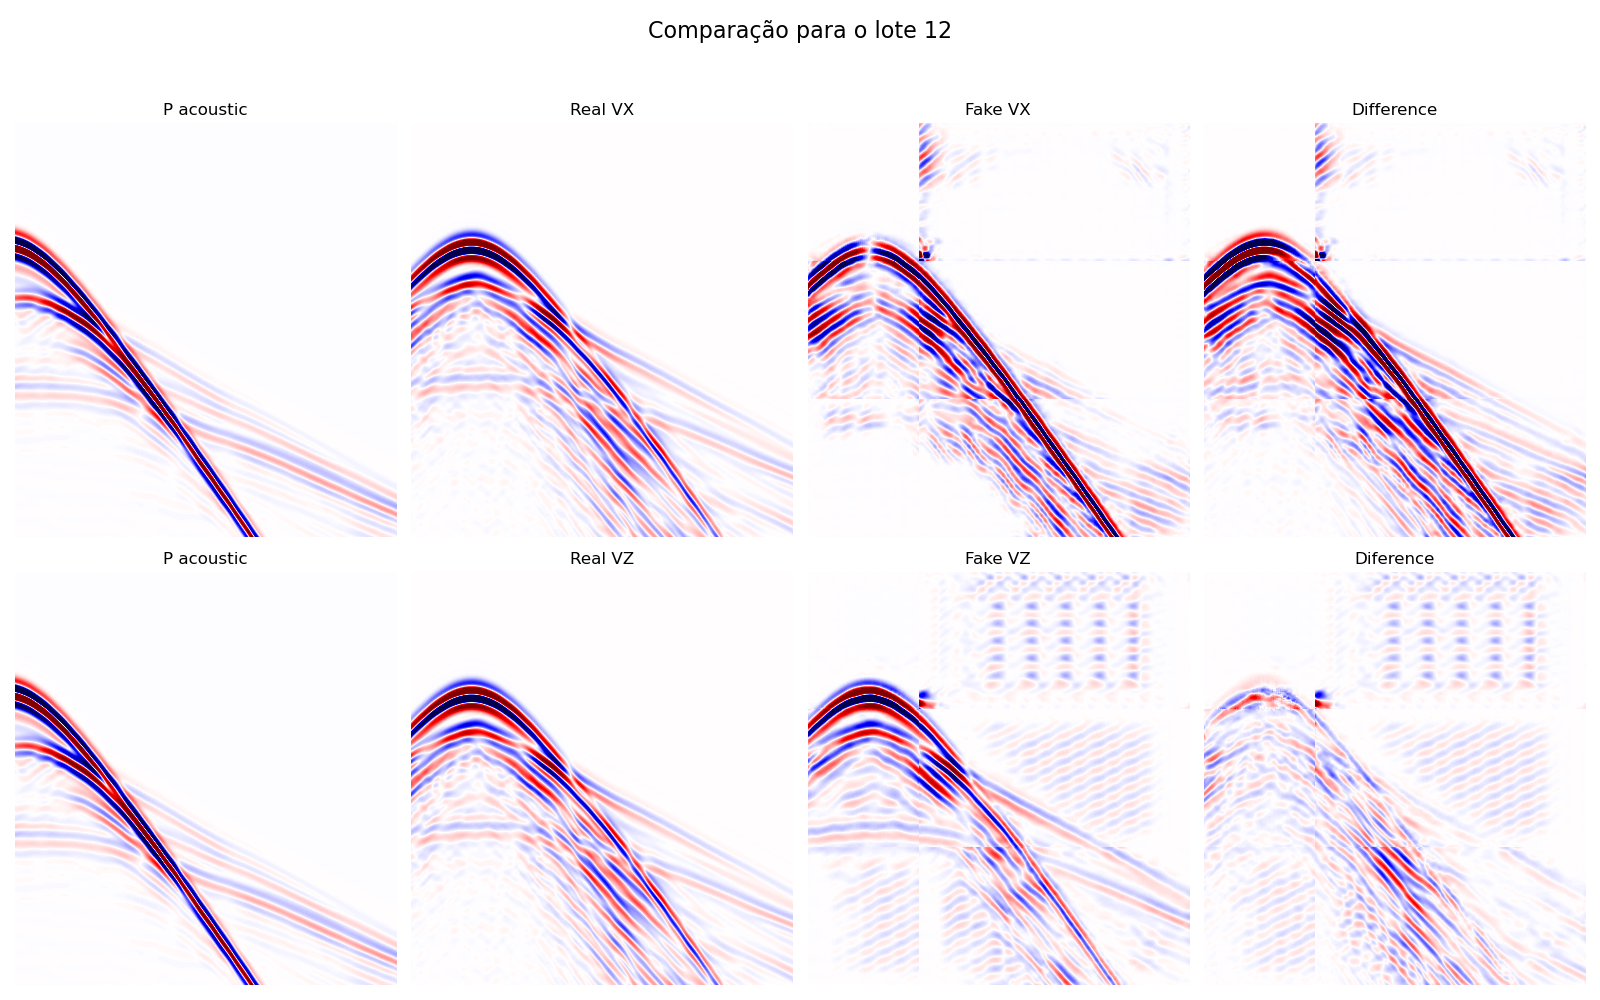 Comparação para o lote 12
P acoustic
Real VX
Fake VX
Difference
P acoustic
Real VZ
Fake VZ
Diference